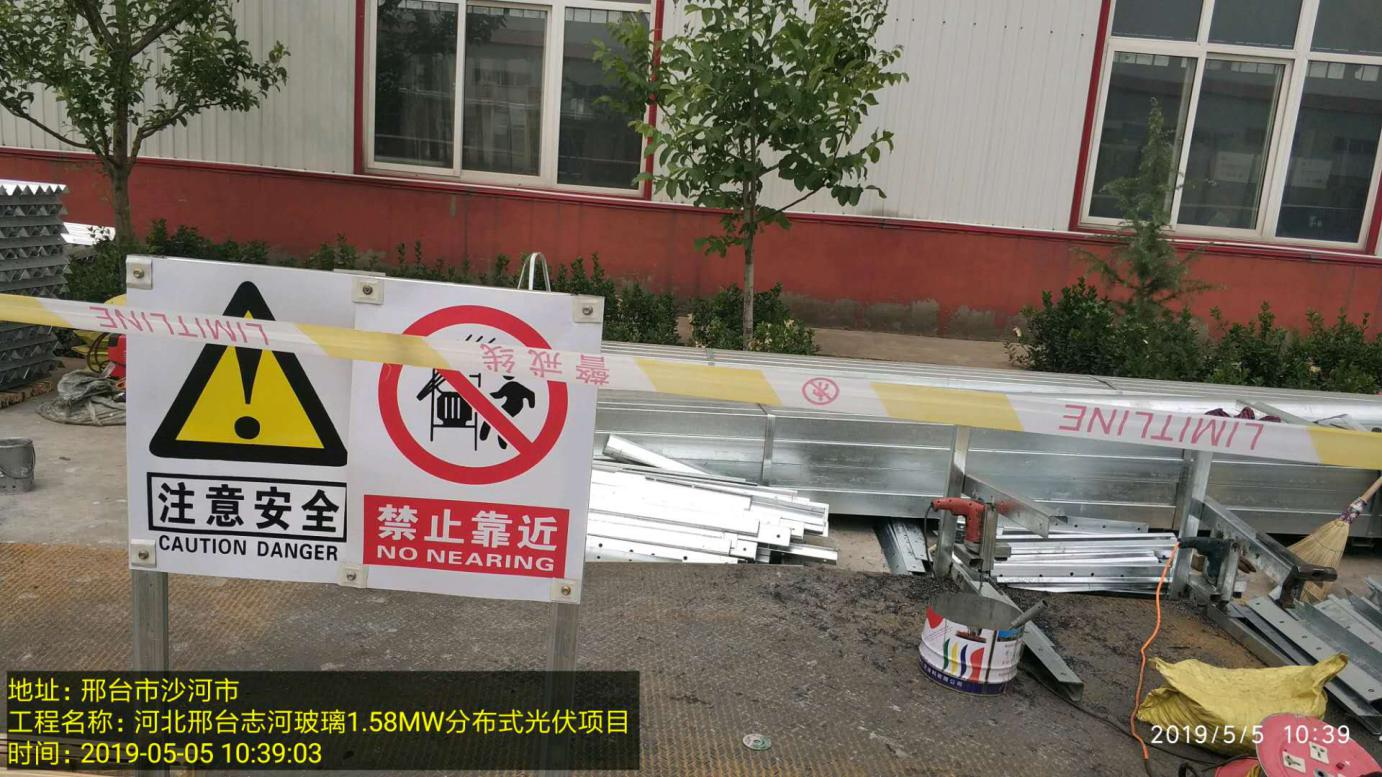 LIMITLINE
警戒线
LIMITLINE
注意安全
CAUTION DANGER
禁止靠近
NO NEARING
地址: 邢台市沙河市
工程名称: 河北邢台志河玻璃1.58MW分布式光伏项目
时间: 2019-05-05 10:39:03
2019/5/5 10:39